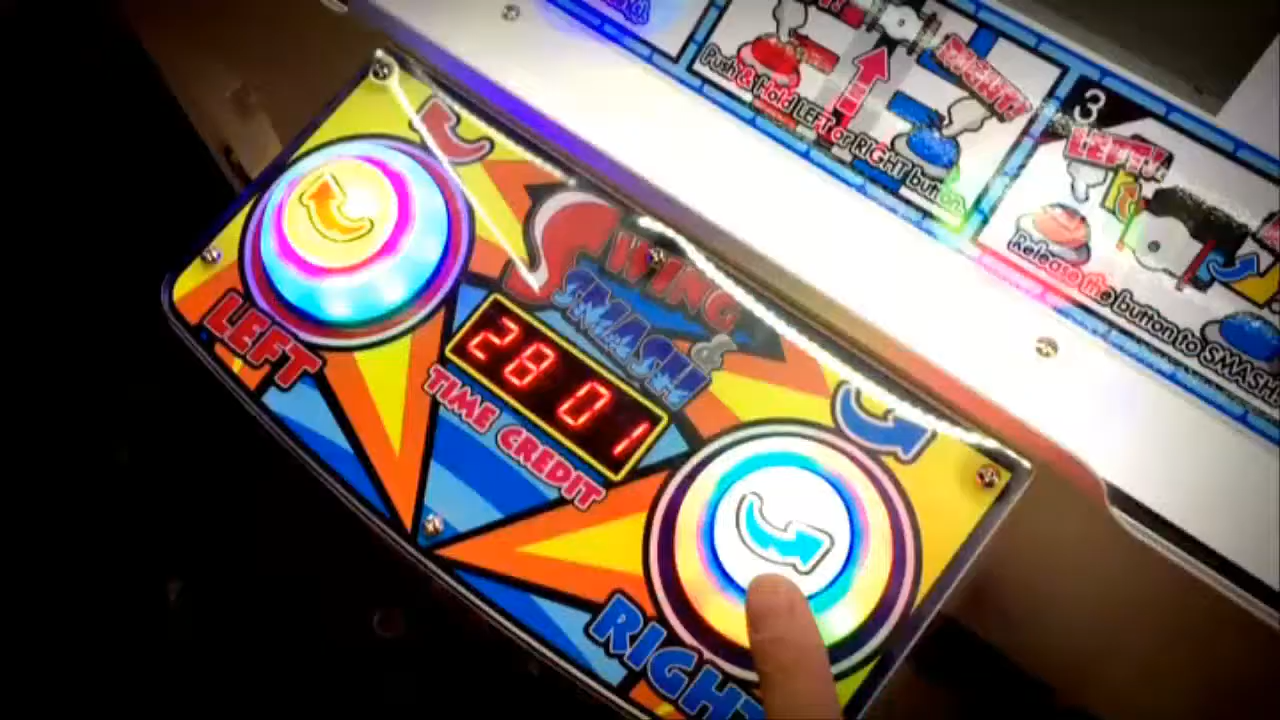 RIGHT!
Push & Hold LEFT or RIGHT button.
3
LEFT!
Release the button to SMASH
SWING
&
SMASH
28 01
TIME CREDIT
LEFT
RIGHT